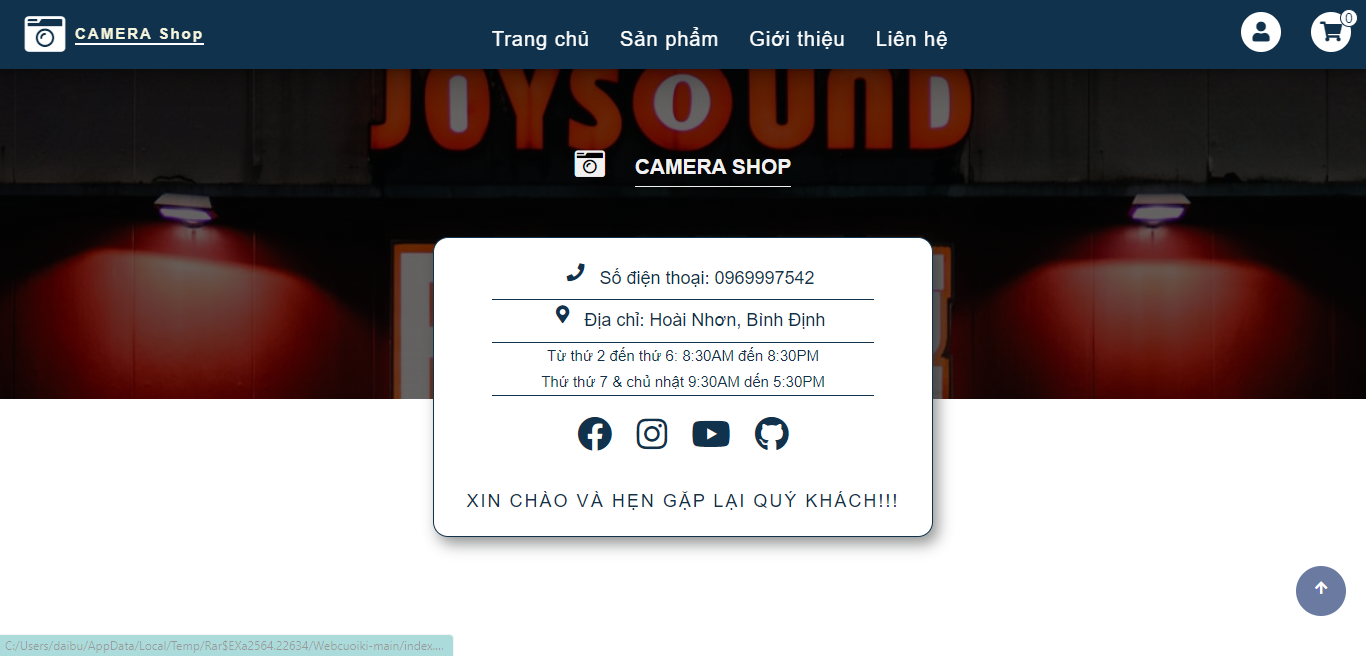 CAMERA Shop
Trang chủ Sản phẩm Giới thiệu Liên hệ
0
JOYSOUND
CAMERA SHOP
Số điện thoại: 0969997542
Địa chỉ: Hoài Nhơn, Bình Định
Từ thứ 2 đến thứ 6: 8:30AM đến 8:30PM
Thứ thứ 7 & chủ nhật 9:30AM dến 5:30PM
XIN CHÀO VÀ HẸN GẶP LẠI QUÝ KHÁCH!!!
C:/Users/daibu/AppData/Local/Temp/Rar$EXa2564.22634/Webcuoiki-main/index....